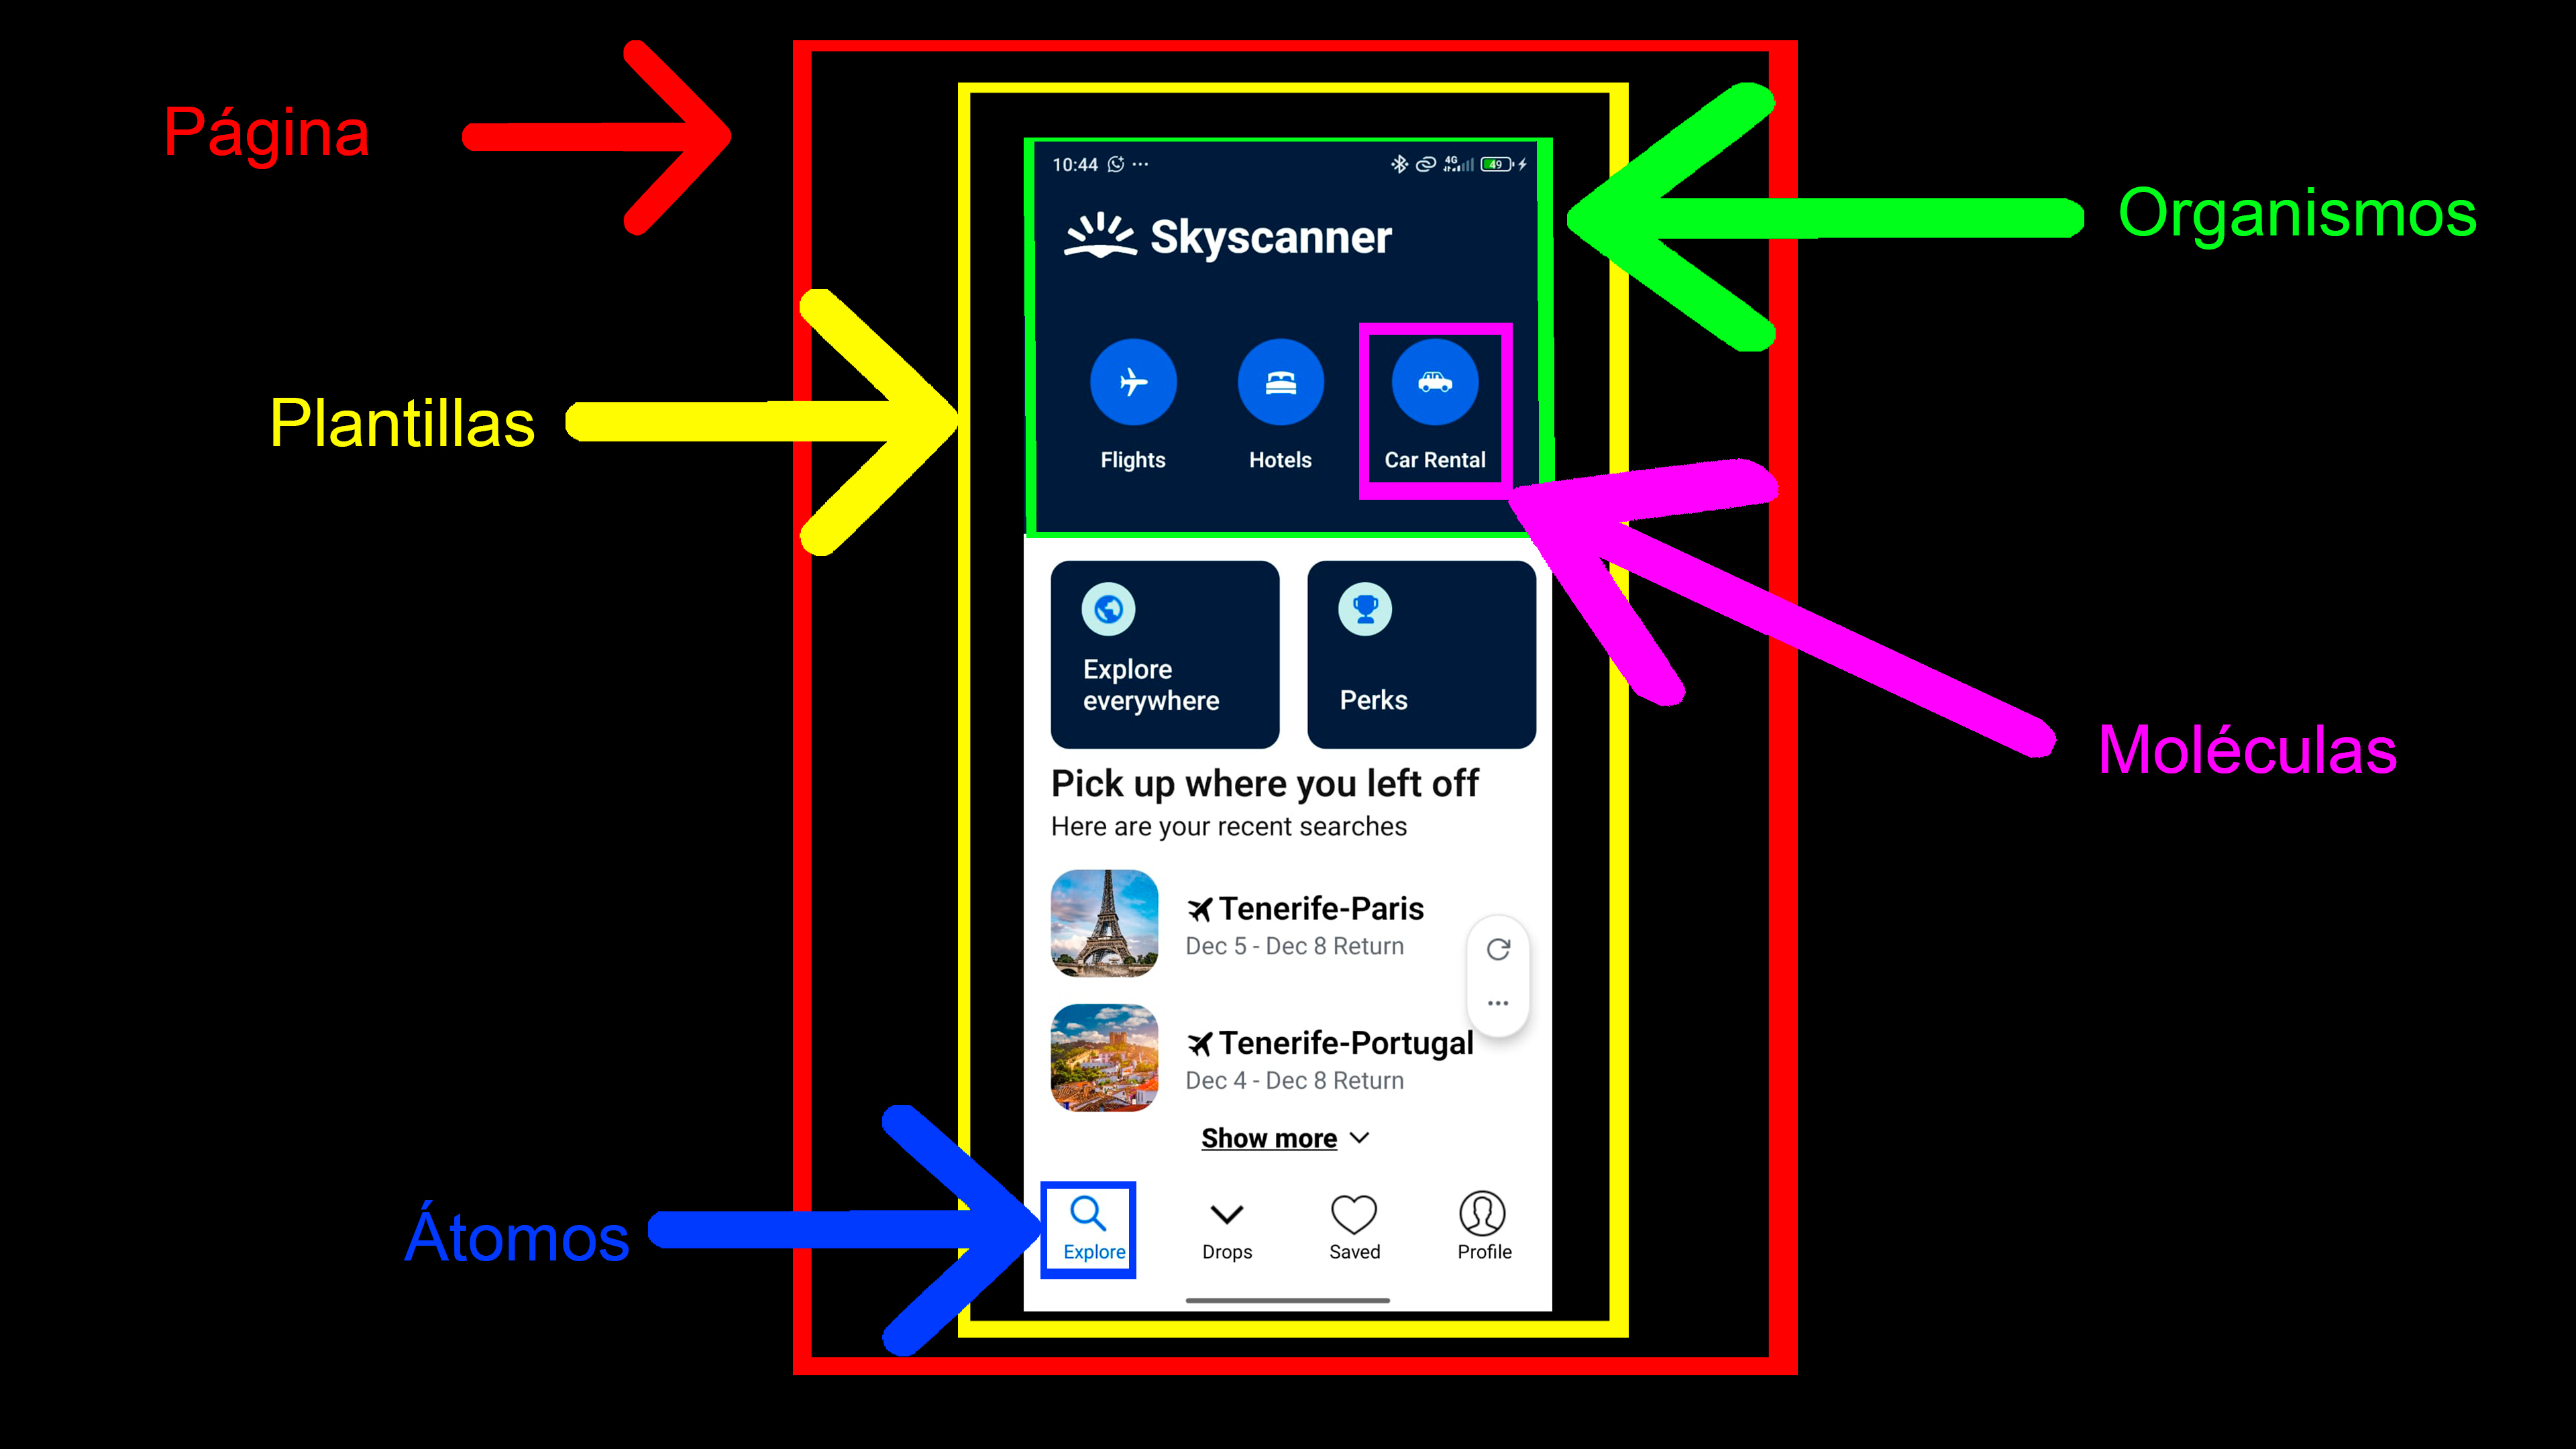 Página
Plantillas
Átomos
Organismos
Moléculas
10:44
4G
49
Skyscanner
Flights
Hotels
Car Rental
Explore
everywhere
Perks
Pick up where you left off
Here are your recent searches
Tenerife-Paris
Dec 5 - Dec 8 Return
Tenerife-Portugal
Dec 4 - Dec 8 Return
Show more
Explore
Drops
Saved
Profile